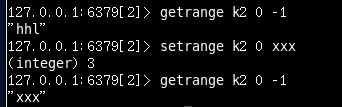 127.0.0.1:6379[2]> getrange k2 0 -1
"hhl"
127.0.0.1:6379[2]> setrange k2 0 xxx
(integer) 3
127.0.0.1:6379[2]> getrange k2 0 -1
"xxx"